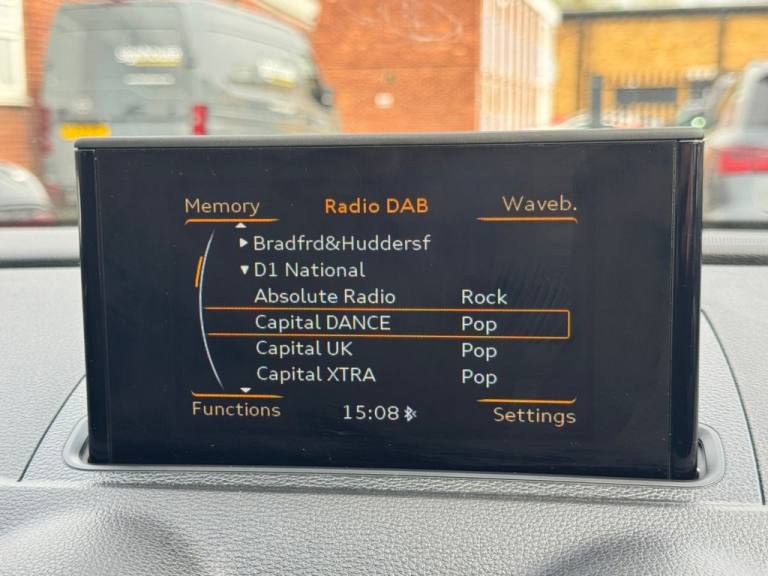 Memory Radio DAB Waveb.
Bradfrd&Huddersf
D1 National
Absolute Radio Rock
Capital DANCE Pop
Capital UK Pop
Capital XTRA Pop
Functions 15:08 Settings